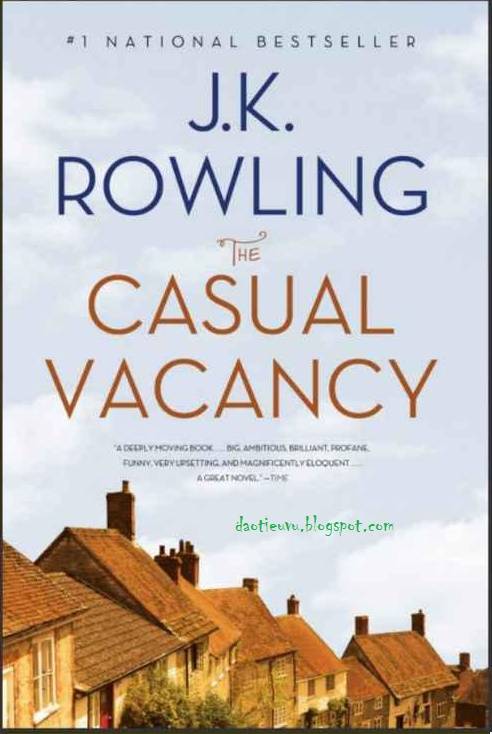 #1 NATIONAL BESTSELLER
J.K.
ROWLING
THE
CASUAL
VACANCY
"A DEEPLY MOVING BOOK .... BIG, AMBITIOUS, BRILLIANT, PROFANE,
FUNNY, VERY UPSETTING, AND MAGNIFICENTLY ELOQUENT ....
A GREAT NOVEL." —TIME
daotieuvu.blogspot.com